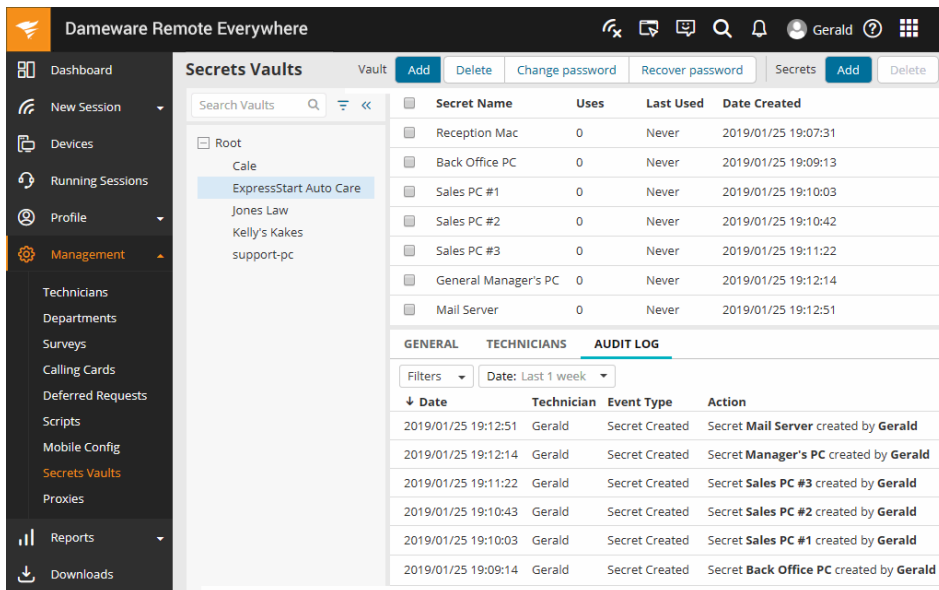 Dameware Remote Everywhere
Gerald
Dashboard
New Session
Devices
Running Sessions
Profile
Management
Technicians
Departments
Surveys
Calling Cards
Deferred Requests
Scripts
Mobile Config
Secrets Vaults
Proxies
Reports
Downloads
Secrets Vaults
Vault Add Delete Change password Recover password Secrets Add Delete
Search Vaults
Root
Cale
ExpressStart Auto Care
Jones Law
Kelly's Kakes
support-pc
Secret Name Uses Last Used Date Created
Reception Mac 0 Never 2019/01/25 19:07:31
Back Office PC 0 Never 2019/01/25 19:09:13
Sales PC #1 0 Never 2019/01/25 19:10:03
Sales PC #2 0 Never 2019/01/25 19:10:42
Sales PC #3 0 Never 2019/01/25 19:11:22
General Manager's PC 0 Never 2019/01/25 19:12:14
Mail Server 0 Never 2019/01/25 19:12:51
GENERAL TECHNICIANS AUDIT LOG
Filters Date: Last 1 week
Date Technician Event Type Action
2019/01/25 19:12:51 Gerald Secret Created Secret Mail Server created by Gerald
2019/01/25 19:12:14 Gerald Secret Created Secret Manager's PC created by Gerald
2019/01/25 19:11:22 Gerald Secret Created Secret Sales PC #3 created by Gerald
2019/01/25 19:10:43 Gerald Secret Created Secret Sales PC #2 created by Gerald
2019/01/25 19:10:03 Gerald Secret Created Secret Sales PC #1 created by Gerald
2019/01/25 19:09:14 Gerald Secret Created Secret Back Office PC created by Gerald